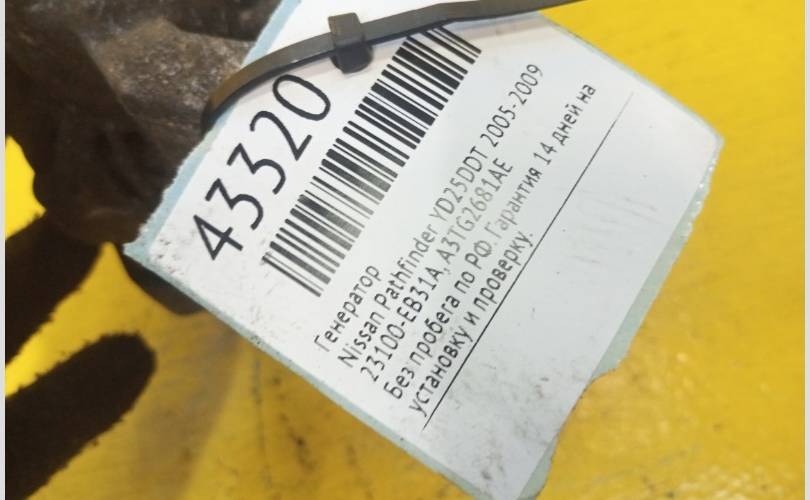 43320
Генератор
Nissan Pathfinder YD25DDT 2005-2009
23100-EB31A, A3TG2681AE
Без пробега по РФ. Гарантия 14 дней на
установку и проверку.